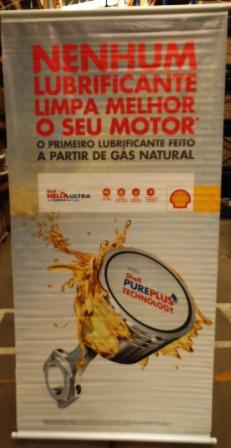 NENHUM
LUBRIFICANTE
LIMPA MELHOR
O SEU MOTOR*
O PRIMEIRO LUBRIFICANTE FEITO
A PARTIR DE GÁS NATURAL
Shell
HELIX ULTRA
Shell
PUREPLUS
TECHNOLOGY